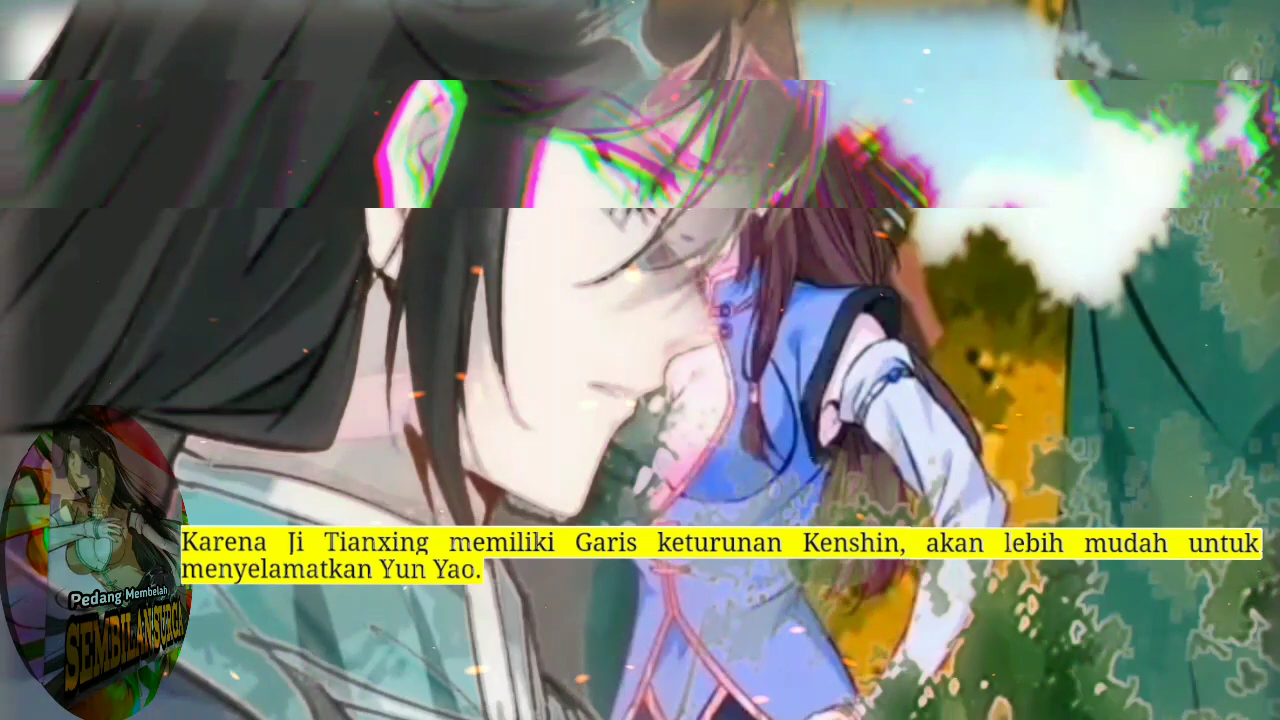 Karena Ji Tianxing memiliki Garis keturunan Kenshin, akan lebih mudah untuk
menyelamatkan Yun Yao.
Pedang Membelah
SEMBILAN SURGA